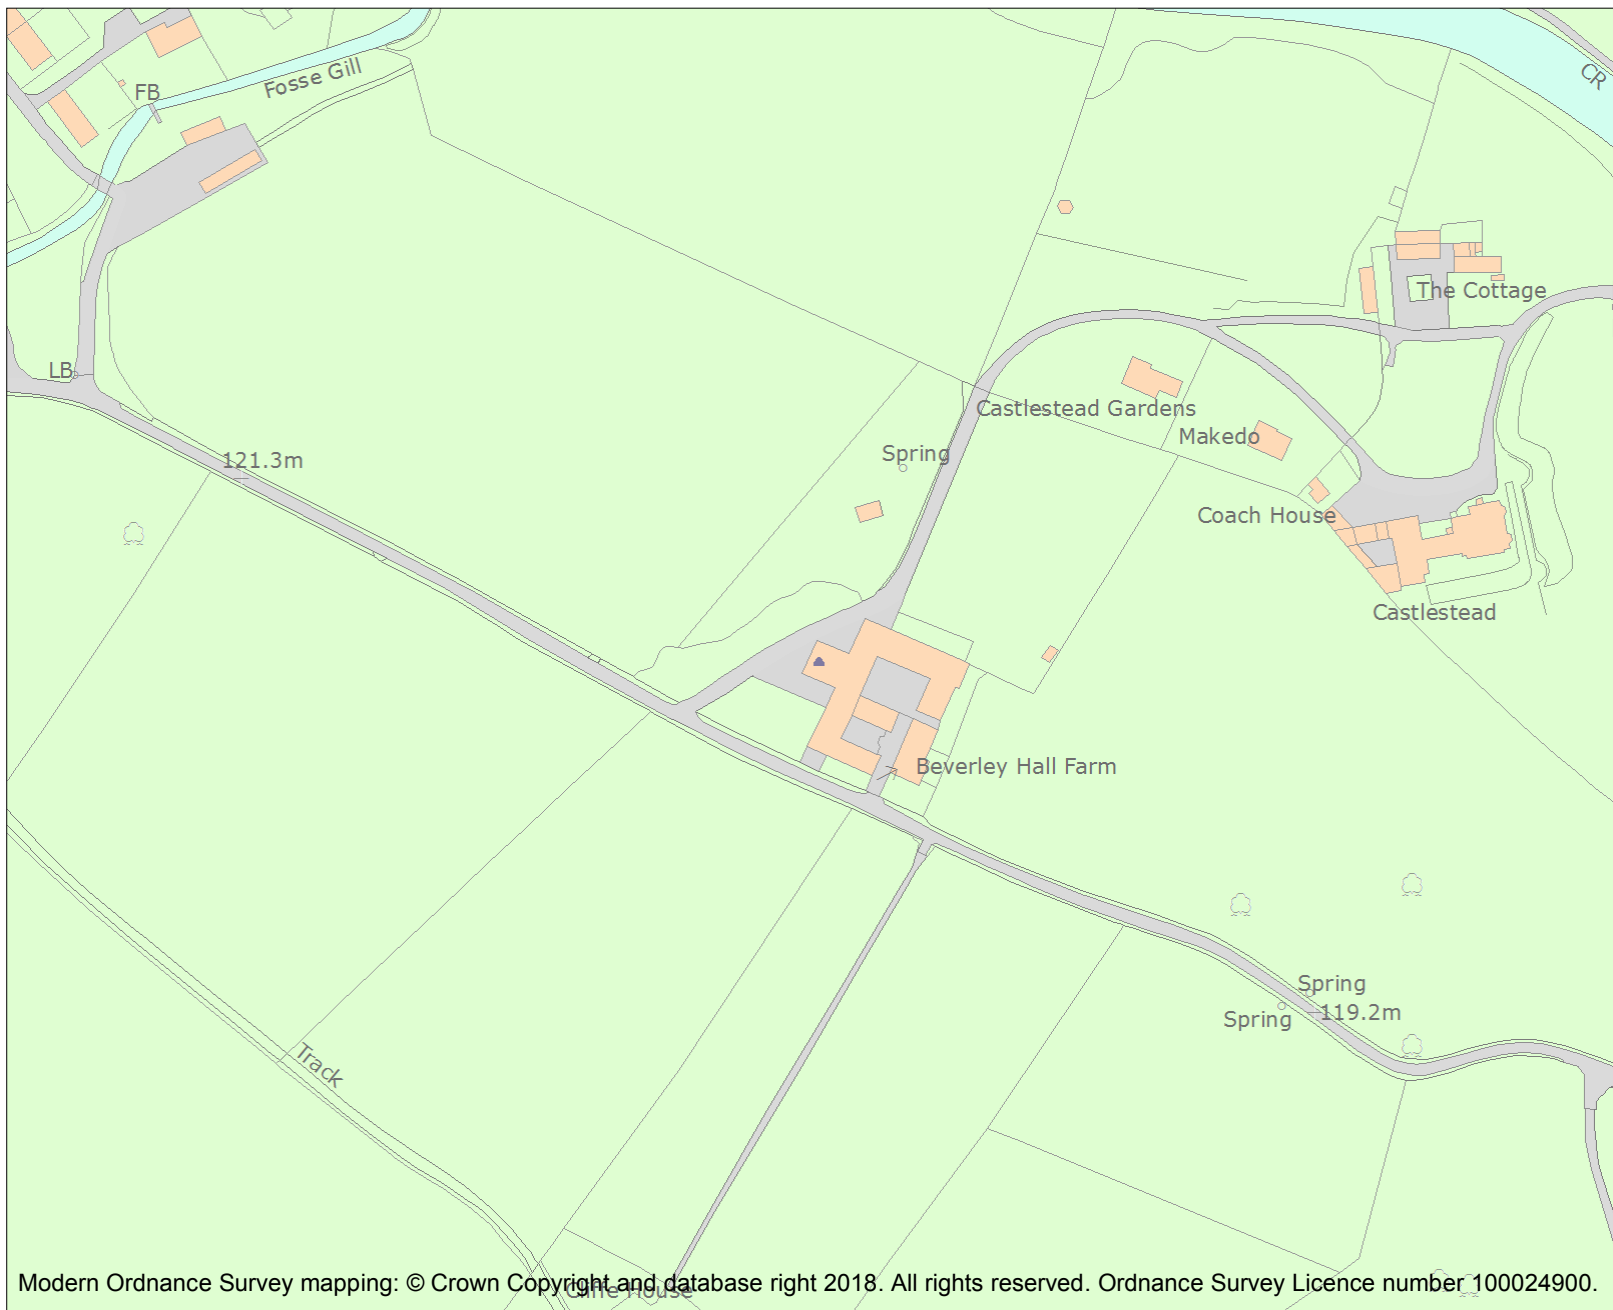 CR
Fosse Gill
FB
The Cottage
LB
Castlestead Gardens
Makedo
Spring
121.3m
Coach House
Castlestead
Beverley Hall Farm
Spring
119.2m
Spring
Track
Cliffe House
Modern Ordnance Survey mapping: © Crown Copyright and database right 2018. All rights reserved. Ordnance Survey Licence number 100024900.